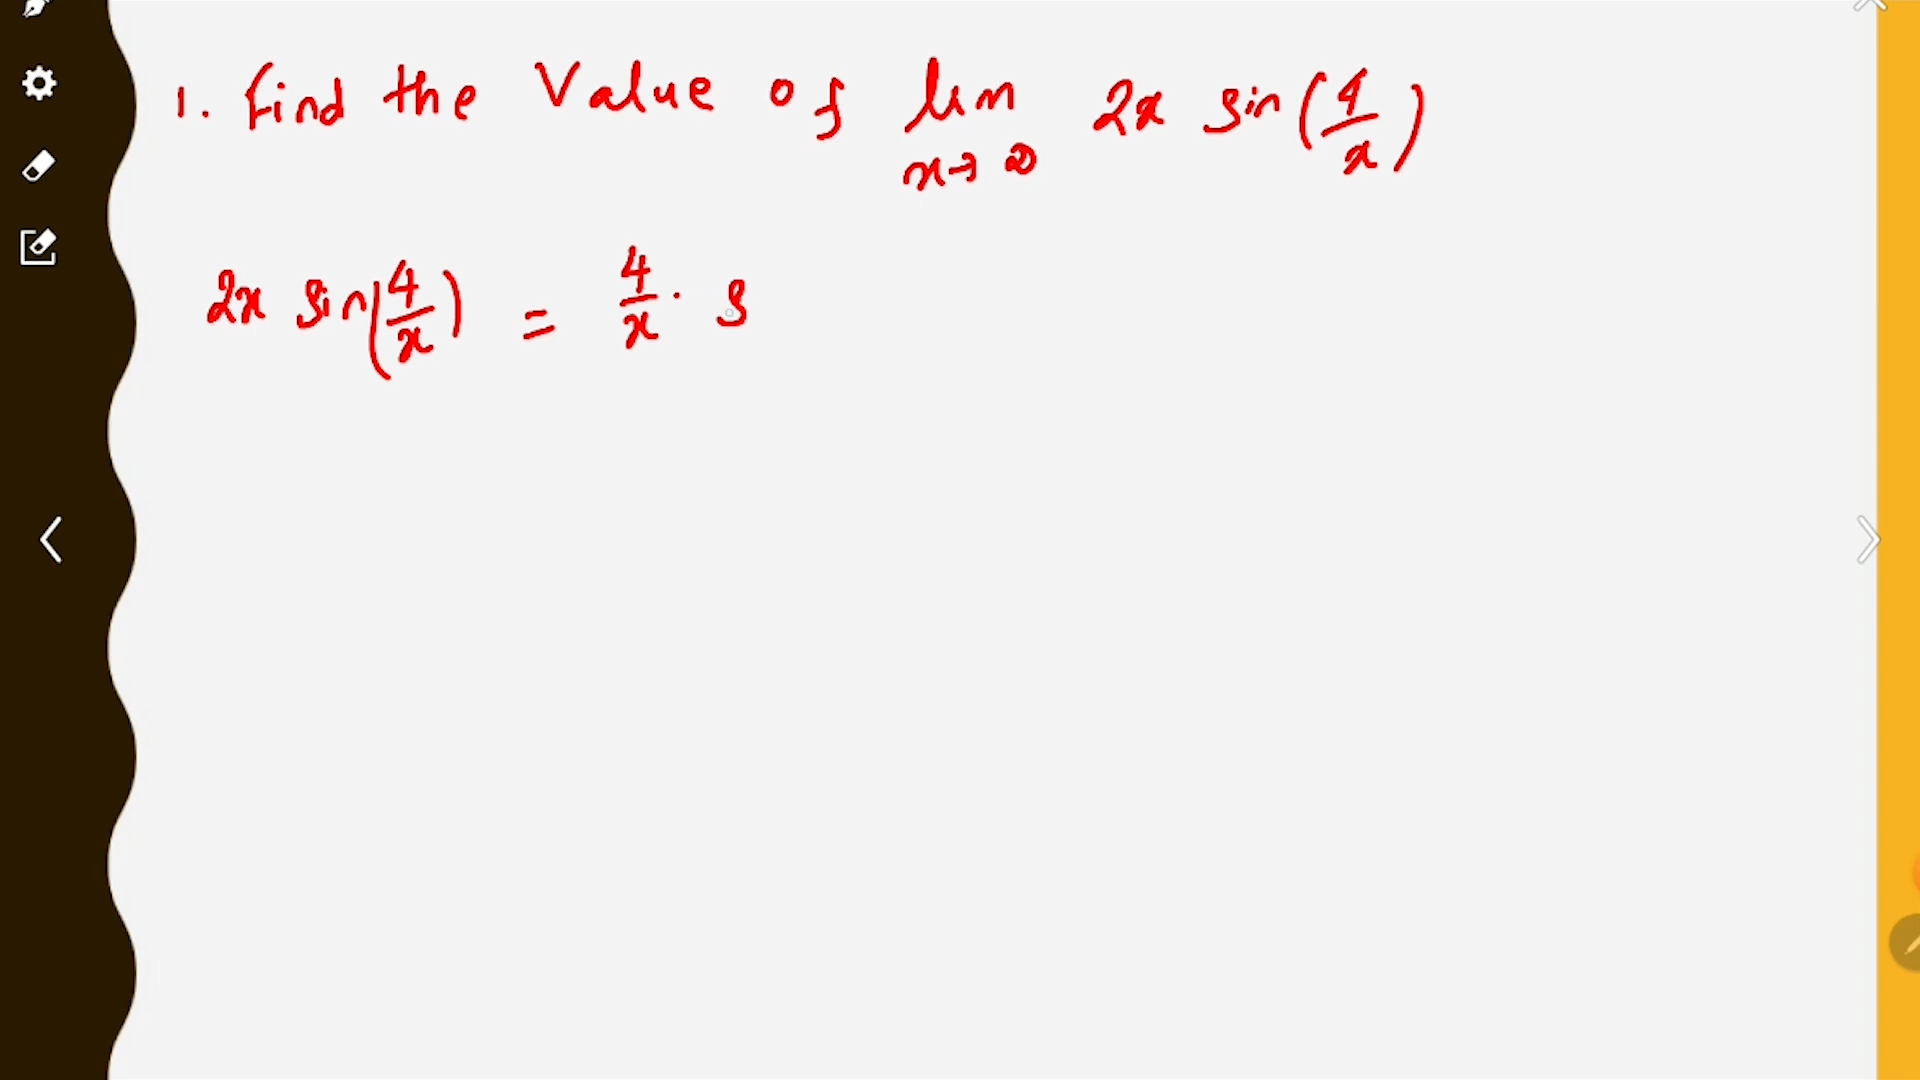 1. Find the Value of lim x→∞ 2x sin(4/x)
2x sin(4/x) = 4/x · s